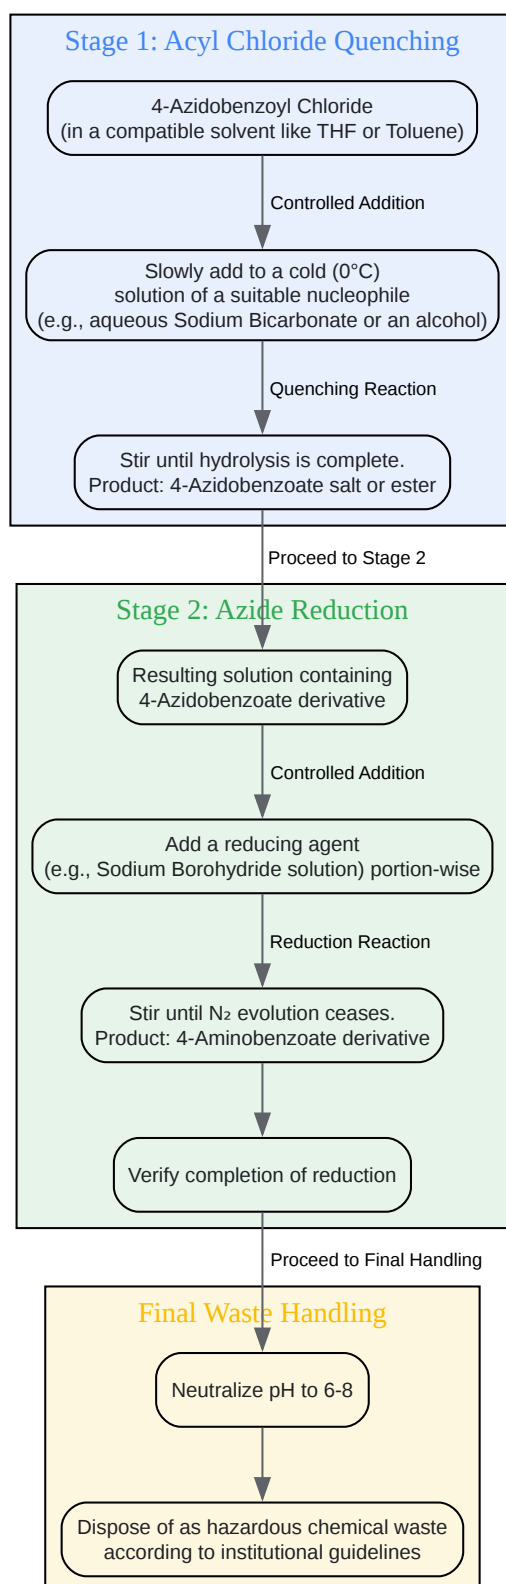 Stage 1: Acyl Chloride Quenching
4-Azidobenzoyl Chloride
(in a compatible solvent like THF or Toluene)
Controlled Addition
Slowly add to a cold (0°C)
solution of a suitable nucleophile
(e.g., aqueous Sodium Bicarbonate or an alcohol)
Quenching Reaction
Stir until hydrolysis is complete.
Product: 4-Azidobenzoate salt or ester
Proceed to Stage 2
Stage 2: Azide Reduction
Resulting solution containing
4-Azidobenzoate derivative
Controlled Addition
Add a reducing agent
(e.g., Sodium Borohydride solution) portion-wise
Reduction Reaction
Stir until N₂ evolution ceases.
Product: 4-Aminobenzoate derivative
Verify completion of reduction
Proceed to Final Handling
Final Waste Handling
Neutralize pH to 6-8
Dispose of as hazardous chemical waste
according to institutional guidelines